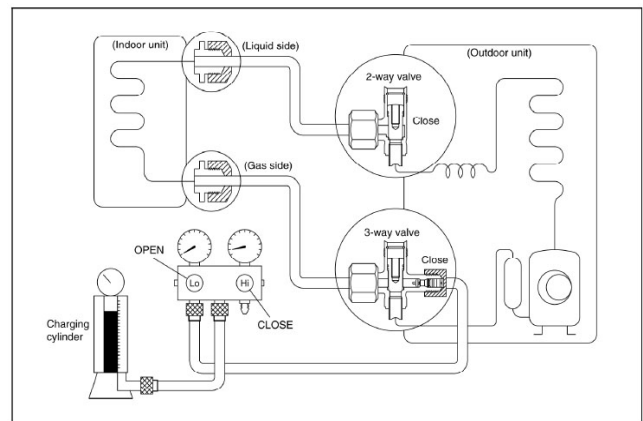 (Indoor unit)
(Liquid side)
(Outdoor unit)
2-way valve
Close
(Gas side)
3-way valve
Close
OPEN
Lo
Hi
CLOSE
Charging
cylinder